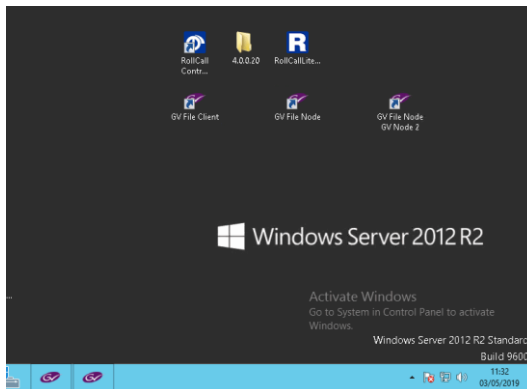 RollCall
Contr...
4.0.0.20
RollCallLite...
GV File Client
GV File Node
GV File Node
GV Node 2
Windows Server 2012 R2
...
Activate Windows
Go to System in Control Panel to activate
Windows.
Windows Server 2012 R2 Standard
Build 9600
GV
GV
11:32
03/05/2019